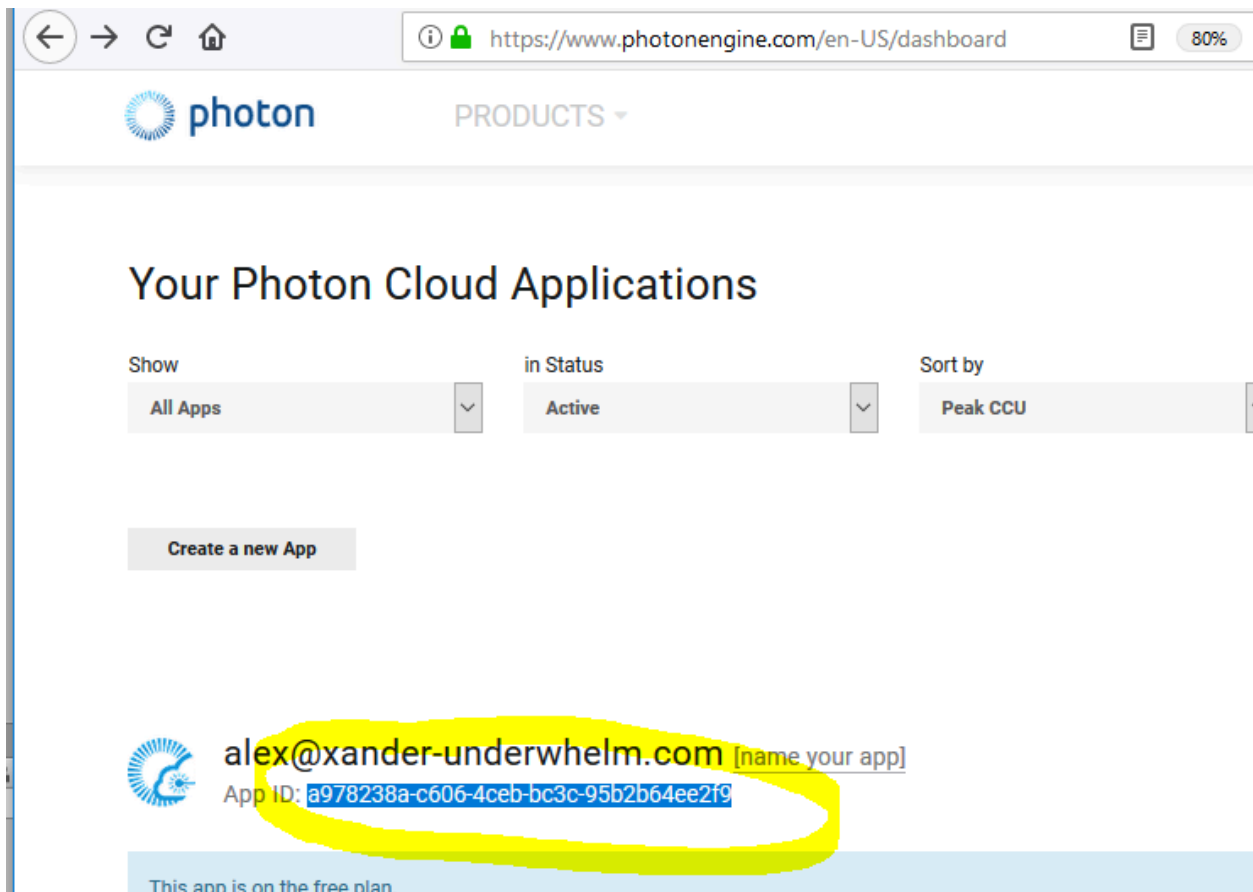 https://www.photonengine.com/en-US/dashboard 80%
photon PRODUCTS
Your Photon Cloud Applications
Show in Status Sort by
All Apps Active Peak CCU
Create a new App
alex@xander-underwhelm.com [name your app]
App ID: a978238a-c606-4ceb-bc3c-95b2b64ee2f9
This app is on the free plan